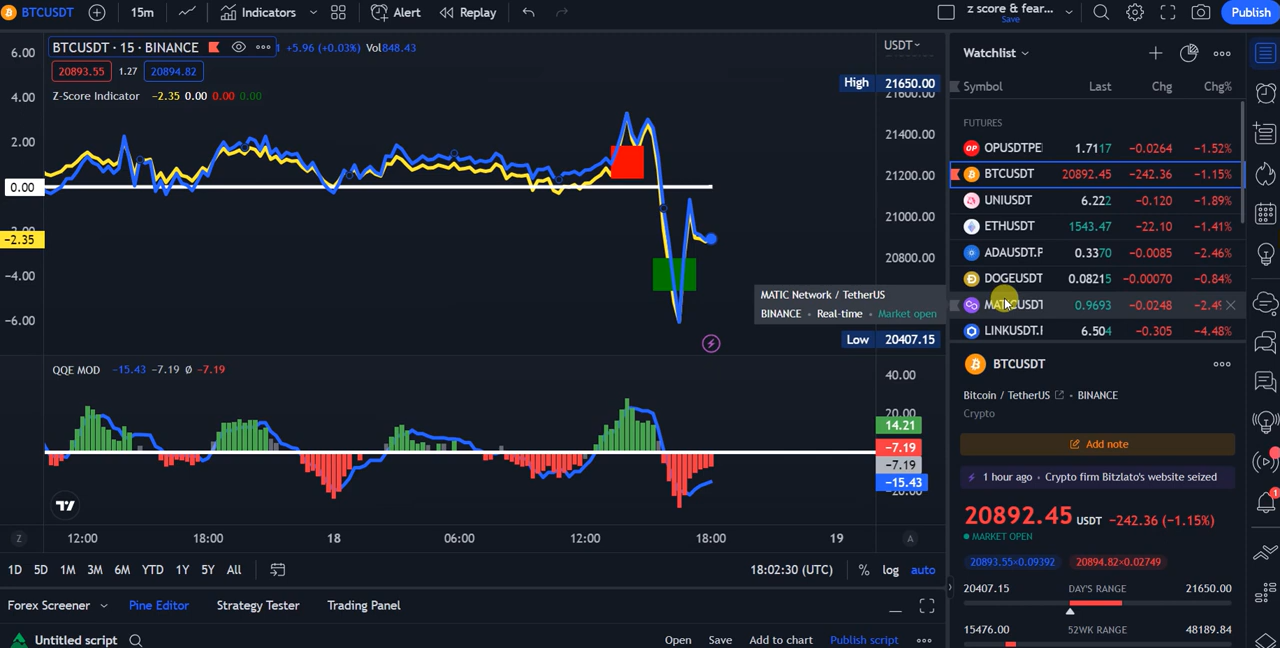 BTCUSDT 15m Indicators Alert Replay z score & fear... Save Publish
BTCUSDT · 15 · BINANCE +5.96 (+0.03%) Vol848.43
20893.55 1.27 20894.82
Z-Score Indicator −2.35 0.00 0.00 0.00
6.00
4.00
2.00
0.00
−2.35
−4.00
−6.00
USDT
High 21650.00
21400.00
21200.00
21000.00
20800.00
Low 20407.15
MATIC Network / TetherUS
BINANCE • Real-time • Market open
QQE MOD −15.43 −7.19 Ø −7.19
40.00
20.00
14.21
−7.19
−7.19
−15.43
Z 12:00 18:00 18 06:00 12:00 18:00 19 A
1D 5D 1M 3M 6M YTD 1Y 5Y All 18:02:30 (UTC) % log auto
Forex Screener Pine Editor Strategy Tester Trading Panel
Untitled script Open Save Add to chart Publish script
Watchlist
Symbol Last Chg Chg%
FUTURES
OPUSDTPE 1.7117 −0.0264 −1.52%
BTCUSDT 20892.45 −242.36 −1.15%
UNIUSDT 6.222 −0.120 −1.89%
ETHUSDT 1543.47 −22.10 −1.41%
ADAUSDT.F 0.3370 −0.0085 −2.46%
DOGEUSDT 0.08215 −0.00070 −0.84%
MATICUSDT 0.9693 −0.0248 −2.49
LINKUSDT.F 6.504 −0.305 −4.48%
BTCUSDT
Bitcoin / TetherUS • BINANCE
Crypto
Add note
1 hour ago • Crypto firm Bitzlato's website seized
20892.45 USDT −242.36 (−1.15%)
MARKET OPEN
20893.55×0.09392 20894.82×0.02749
20407.15 DAY'S RANGE 21650.00
15476.00 52WK RANGE 48189.84